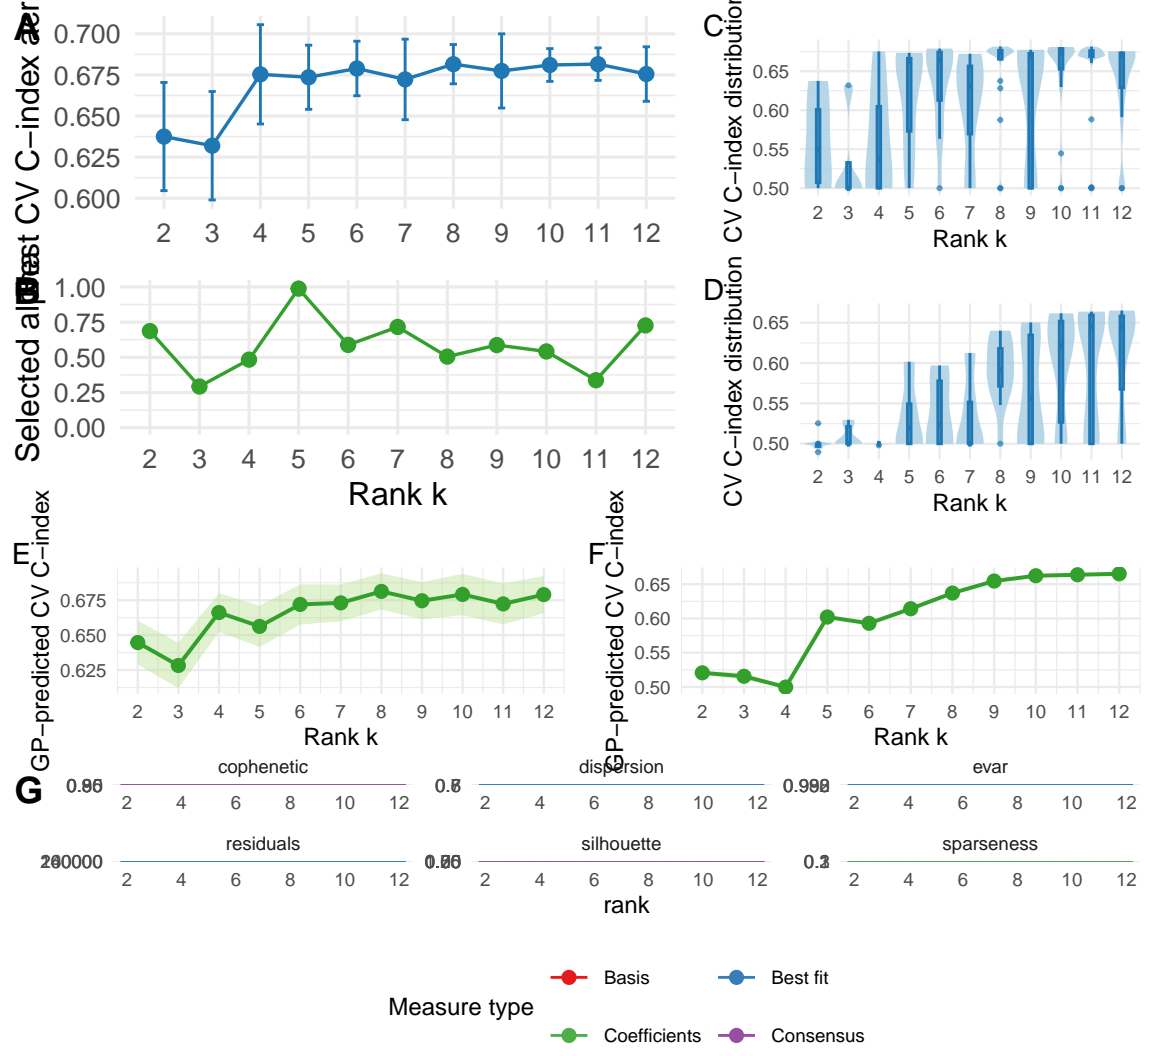 A
Best CV C−index
0.700
0.675
0.650
0.625
0.600
2 3 4 5 6 7 8 9 10 11 12
Selected
1.00
0.75
0.50
0.25
0.00
2 3 4 5 6 7 8 9 10 11 12
Rank k
C
CV C−index distribution
0.65
0.60
0.55
0.50
2 3 4 5 6 7 8 9 10 11 12
Rank k
D
CV C−index distribution
0.65
0.60
0.55
0.50
2 3 4 5 6 7 8 9 10 11 12
Rank k
E
GP−predicted CV C−index
0.675
0.650
0.625
2 3 4 5 6 7 8 9 10 11 12
Rank k
F
GP−predicted CV C−index
0.65
0.60
0.55
0.50
2 3 4 5 6 7 8 9 10 11 12
Rank k
G
cophenetic
2 4 6 8 10 12
dispersion
2 4 6 8 10 12
evar
2 4 6 8 10 12
residuals
2 4 6 8 10 12
silhouette
2 4 6 8 10 12
sparseness
2 4 6 8 10 12
rank
Measure type
Basis
Best fit
Coefficients
Consensus